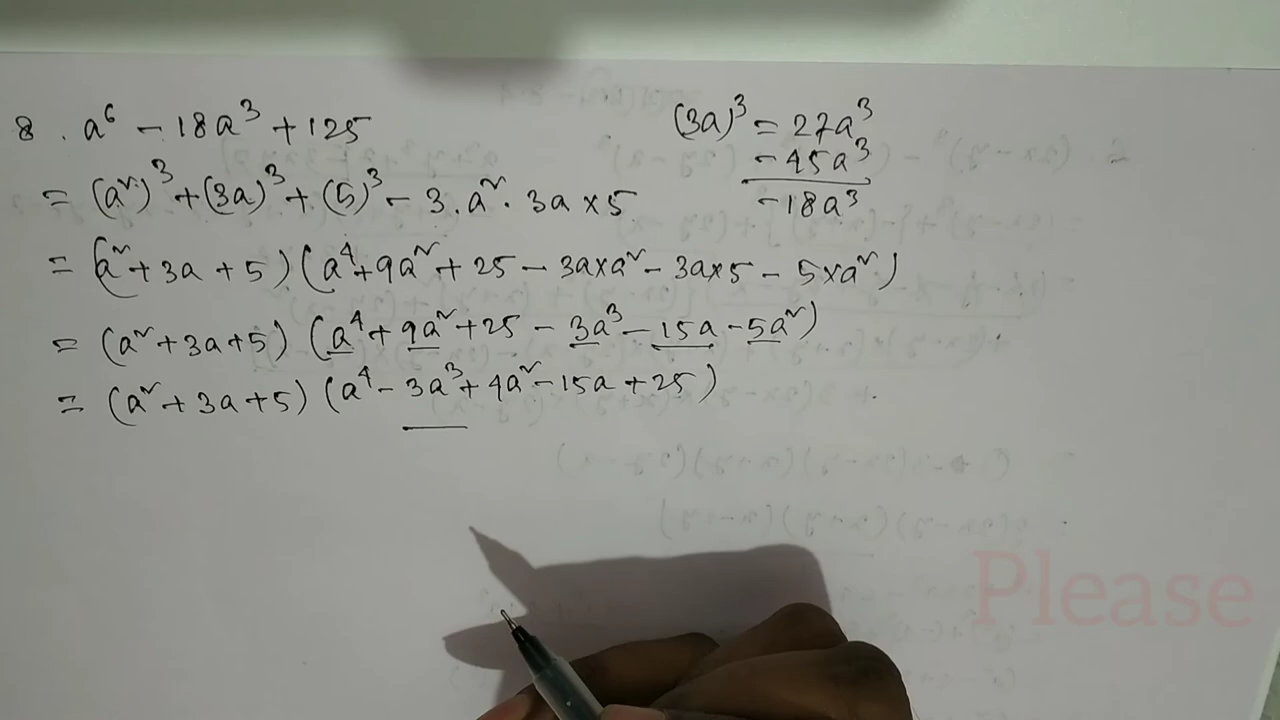 8. a⁶ - 18a³ + 125
= (a²)³ + (3a)³ + (5)³ - 3.a². 3a × 5
= (a² + 3a + 5) (a⁴ + 9a² + 25 - 3a×a² - 3a×5 - 5×a²)
= (a² + 3a + 5) (a⁴ + 9a² + 25 - 3a³ - 15a - 5a²)
= (a² + 3a + 5) (a⁴ - 3a³ + 4a² - 15a + 25)
(3a)³ = 27a³
- 45a³
- 18a³
Please